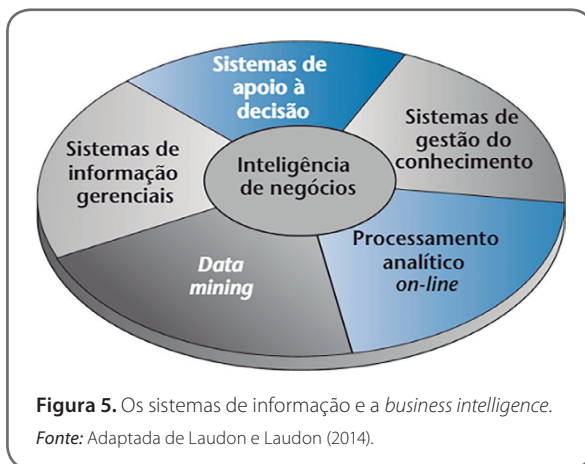 Sistemas de
apoio à
decisão
Sistemas de
gestão do
conhecimento
Sistemas de
informação
gerenciais
Inteligência
de negócios
Processamento
analítico
on-line
Data
mining
Figura 5. Os sistemas de informação e a business intelligence.
Fonte: Adaptada de Laudon e Laudon (2014).